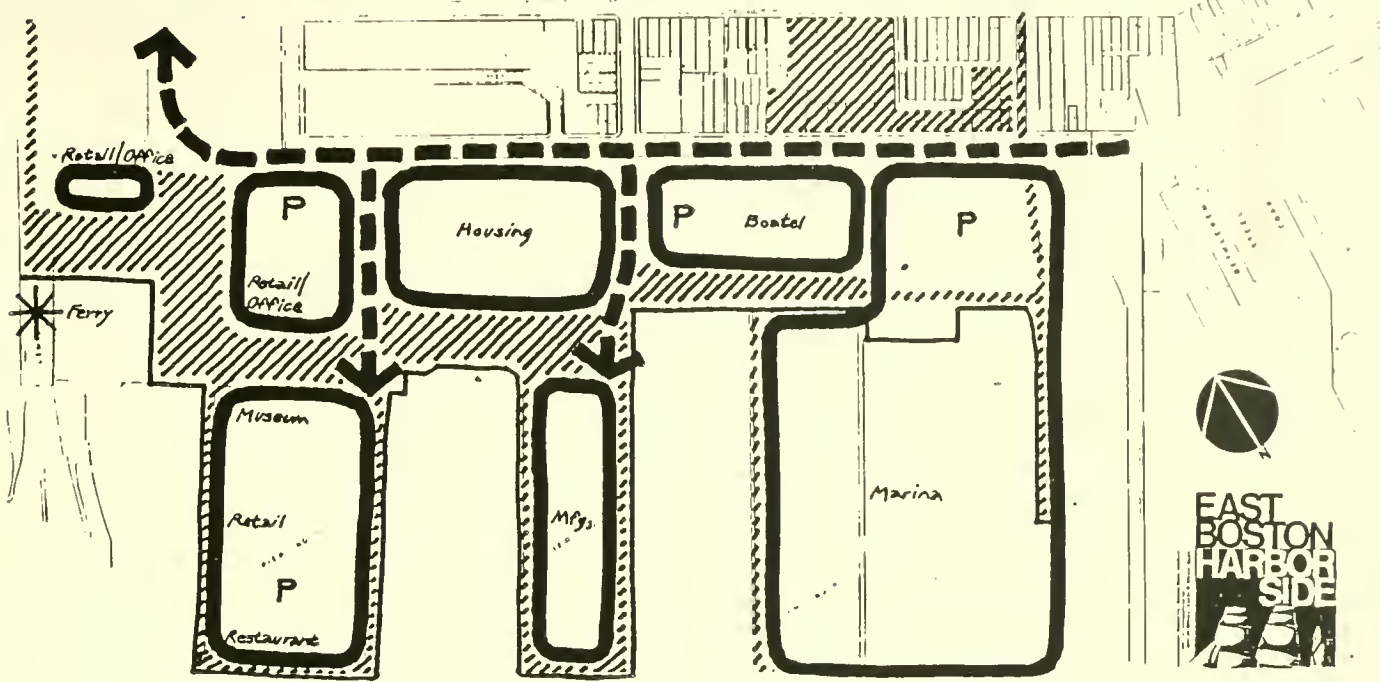 Retail/Office
P
Retail/
Office
Housing
P Boatel
P
Ferry
Museum
Retail
P
Restaurant
Mfgs.
Marina
N
EAST
BOSTON
HARBOR
SIDE